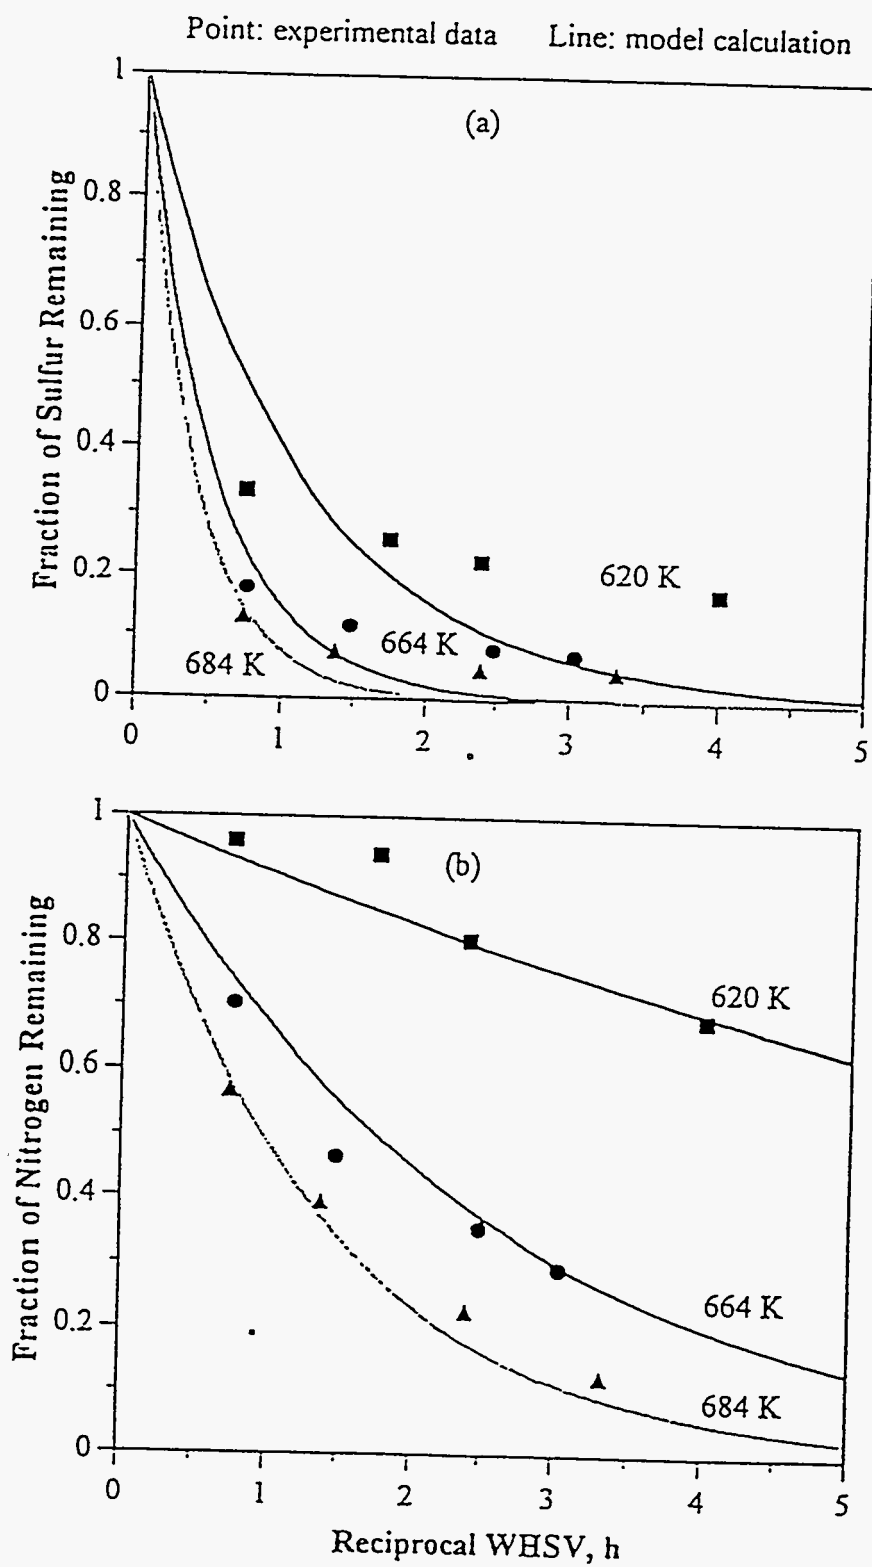 Point: experimental data Line: model calculation
1
(a)
0.8
0.6
0.4
0.2
0
Fraction of Sulfur Remaining
620 K
664 K
684 K
0 1 2 3 4 5
1
(b)
0.8
0.6
0.4
0.2
0
Fraction of Nitrogen Remaining
620 K
664 K
684 K
0 1 2 3 4 5
Reciprocal WHSV, h